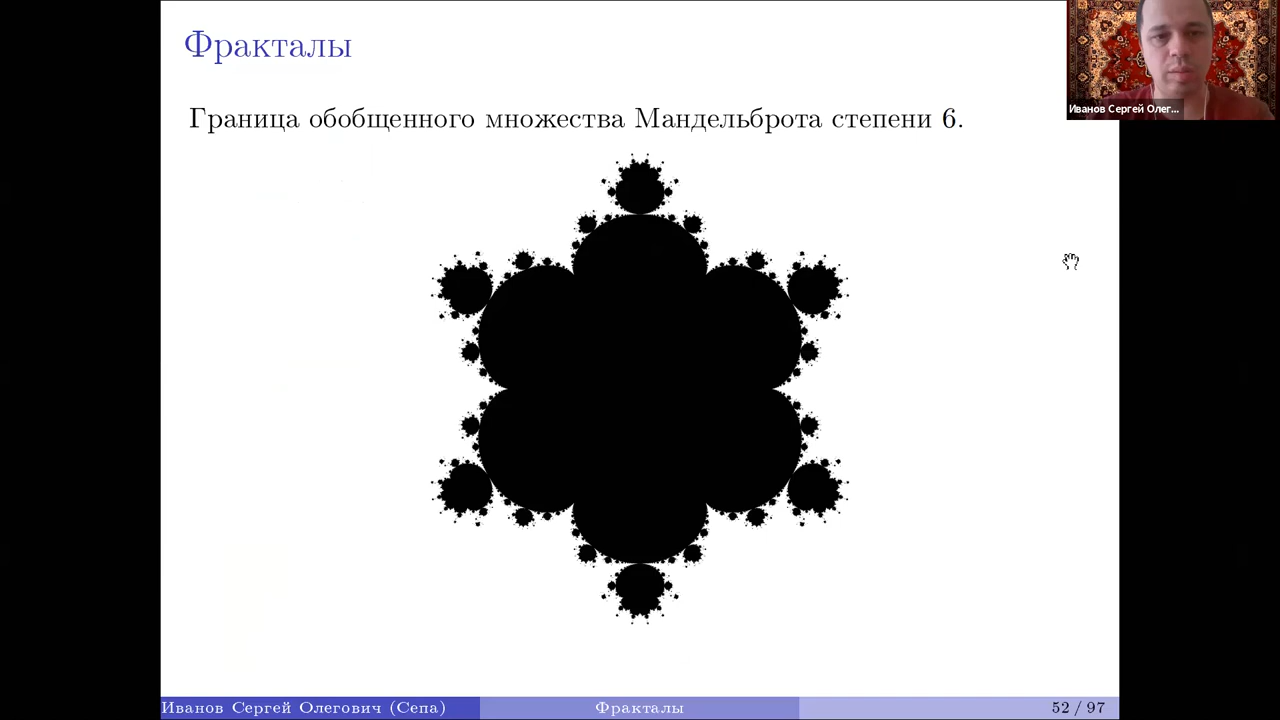 Фракталы
Иванов Сергей Олег...
Граница обобщенного множества Мандельброта степени 6.
Иванов Сергей Олегович (Сепа)
Фракталы
52 / 97